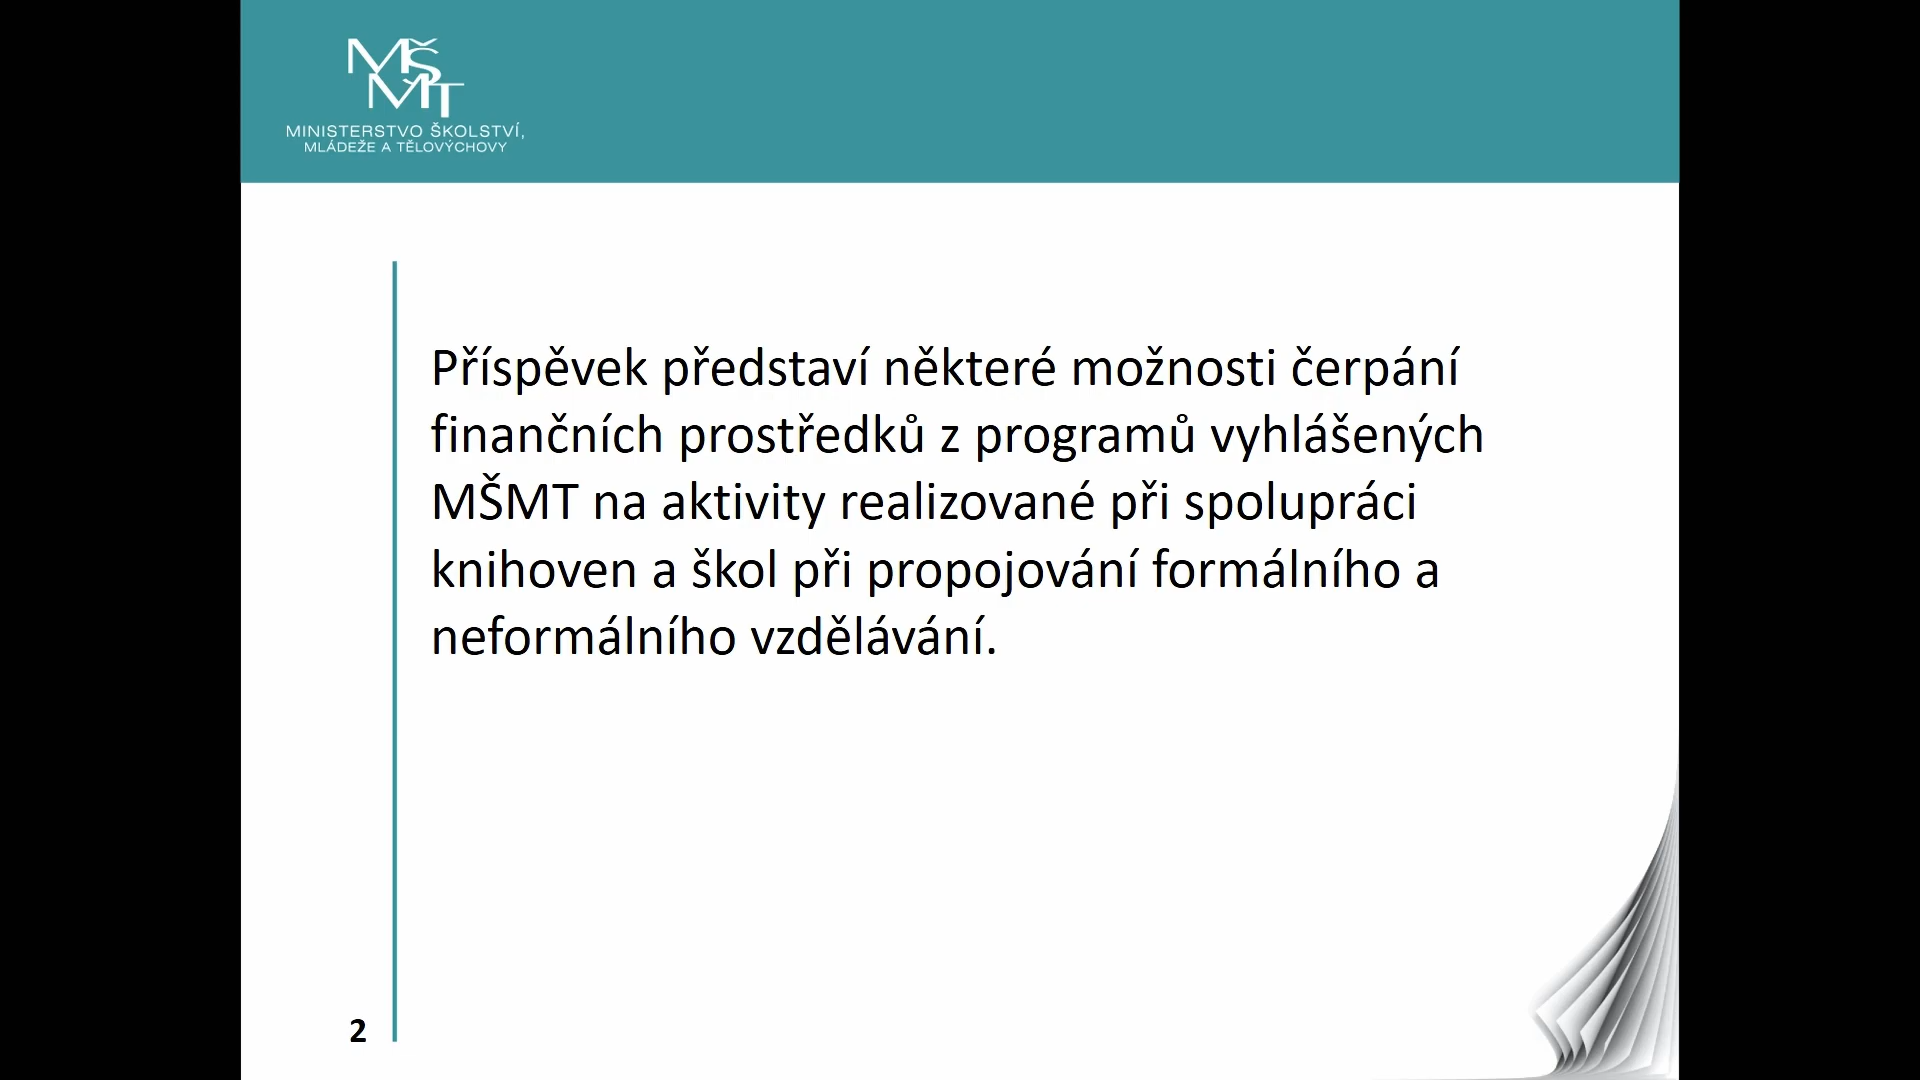 MŠMT
MINISTERSTVO ŠKOLSTVÍ,
MLÁDEŽE A TĚLOVÝCHOVY
Příspěvek představí některé možnosti čerpání
finančních prostředků z programů vyhlášených
MŠMT na aktivity realizované při spolupráci
knihoven a škol při propojování formálního a
neformálního vzdělávání.
2